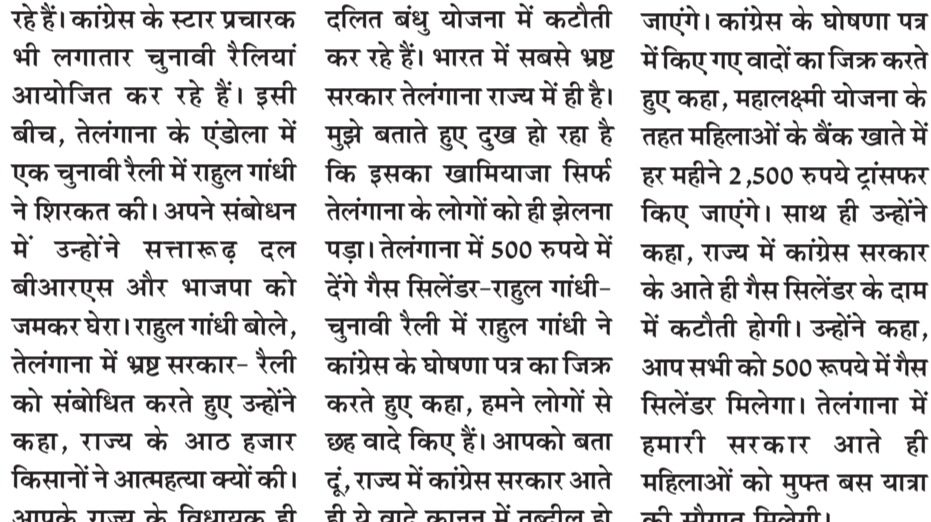 रहे हैं। कांग्रेस के स्टार प्रचारक
भी लगातार चुनावी रैलियां
आयोजित कर रहे हैं। इसी
बीच, तेलंगाना के एंडोला में
एक चुनावी रैली में राहुल गांधी
ने शिरकत की। अपने संबोधन
में उन्होंने सत्तारूढ़ दल
बीआरएस और भाजपा को
जमकर घेरा। राहुल गांधी बोले,
तेलंगाना में भ्रष्ट सरकार- रैली
को संबोधित करते हुए उन्होंने
कहा, राज्य के आठ हजार
किसानों ने आत्महत्या क्यों की।
आपके राज्य के विधायक ही
दलित बंधु योजना में कटौती
कर रहे हैं। भारत में सबसे भ्रष्ट
सरकार तेलंगाना राज्य में ही है।
मुझे बताते हुए दुख हो रहा है
कि इसका खामियाजा सिर्फ
तेलंगाना के लोगों को ही झेलना
पड़ा। तेलंगाना में 500 रुपये में
देंगे गैस सिलेंडर-राहुल गांधी-
चुनावी रैली में राहुल गांधी ने
कांग्रेस के घोषणा पत्र का जिक्र
करते हुए कहा, हमने लोगों से
छह वादे किए हैं। आपको बता
दूं, राज्य में कांग्रेस सरकार आते
ही ये वादे कानून में तब्दील हो
जाएंगे। कांग्रेस के घोषणा पत्र
में किए गए वादों का जिक्र करते
हुए कहा, महालक्ष्मी योजना के
तहत महिलाओं के बैंक खाते में
हर महीने 2,500 रुपये ट्रांसफर
किए जाएंगे। साथ ही उन्होंने
कहा, राज्य में कांग्रेस सरकार
के आते ही गैस सिलेंडर के दाम
में कटौती होगी। उन्होंने कहा,
आप सभी को 500 रूपये में गैस
सिलेंडर मिलेगा। तेलंगाना में
हमारी सरकार आते ही
महिलाओं को मुफ्त बस यात्रा
की सौगात मिलेगी।